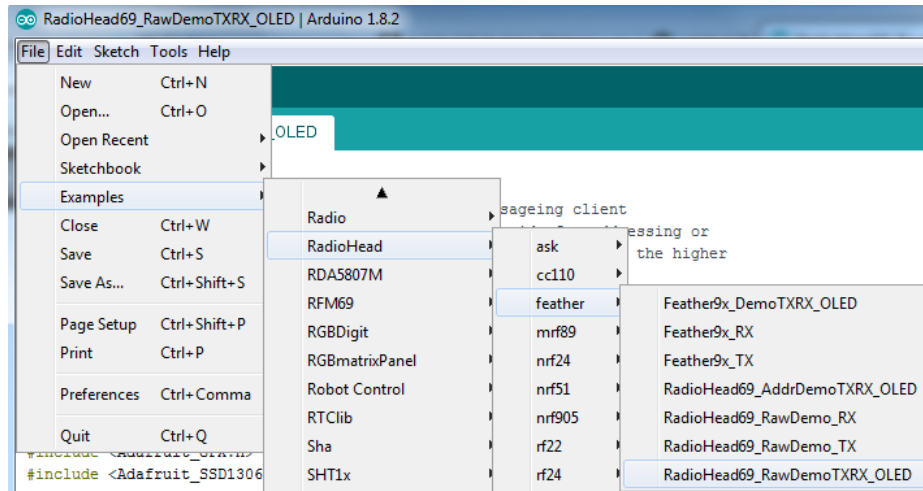 RadioHead69_RawDemoTXRX_OLED | Arduino 1.8.2
File Edit Sketch Tools Help
New Ctrl+N
Open... Ctrl+O
Open Recent
Sketchbook
Examples
Close Ctrl+W
Save Ctrl+S
Save As... Ctrl+Shift+S
Page Setup Ctrl+Shift+P
Print Ctrl+P
Preferences Ctrl+Comma
Quit Ctrl+Q
_OLED
sageing client
essing or
the higher
Radio
RadioHead
RDA5807M
RFM69
RGBDigit
RGBmatrixPanel
Robot Control
RTClib
Sha
SHT1x
ask
cc110
feather
mrf89
nrf24
nrf51
nrf905
rf22
rf24
Feather9x_DemoTXRX_OLED
Feather9x_RX
Feather9x_TX
RadioHead69_AddrDemoTXRX_OLED
RadioHead69_RawDemo_RX
RadioHead69_RawDemo_TX
RadioHead69_RawDemoTXRX_OLED
#include <Adafruit_GFX.h>
#include <Adafruit_SSD1306